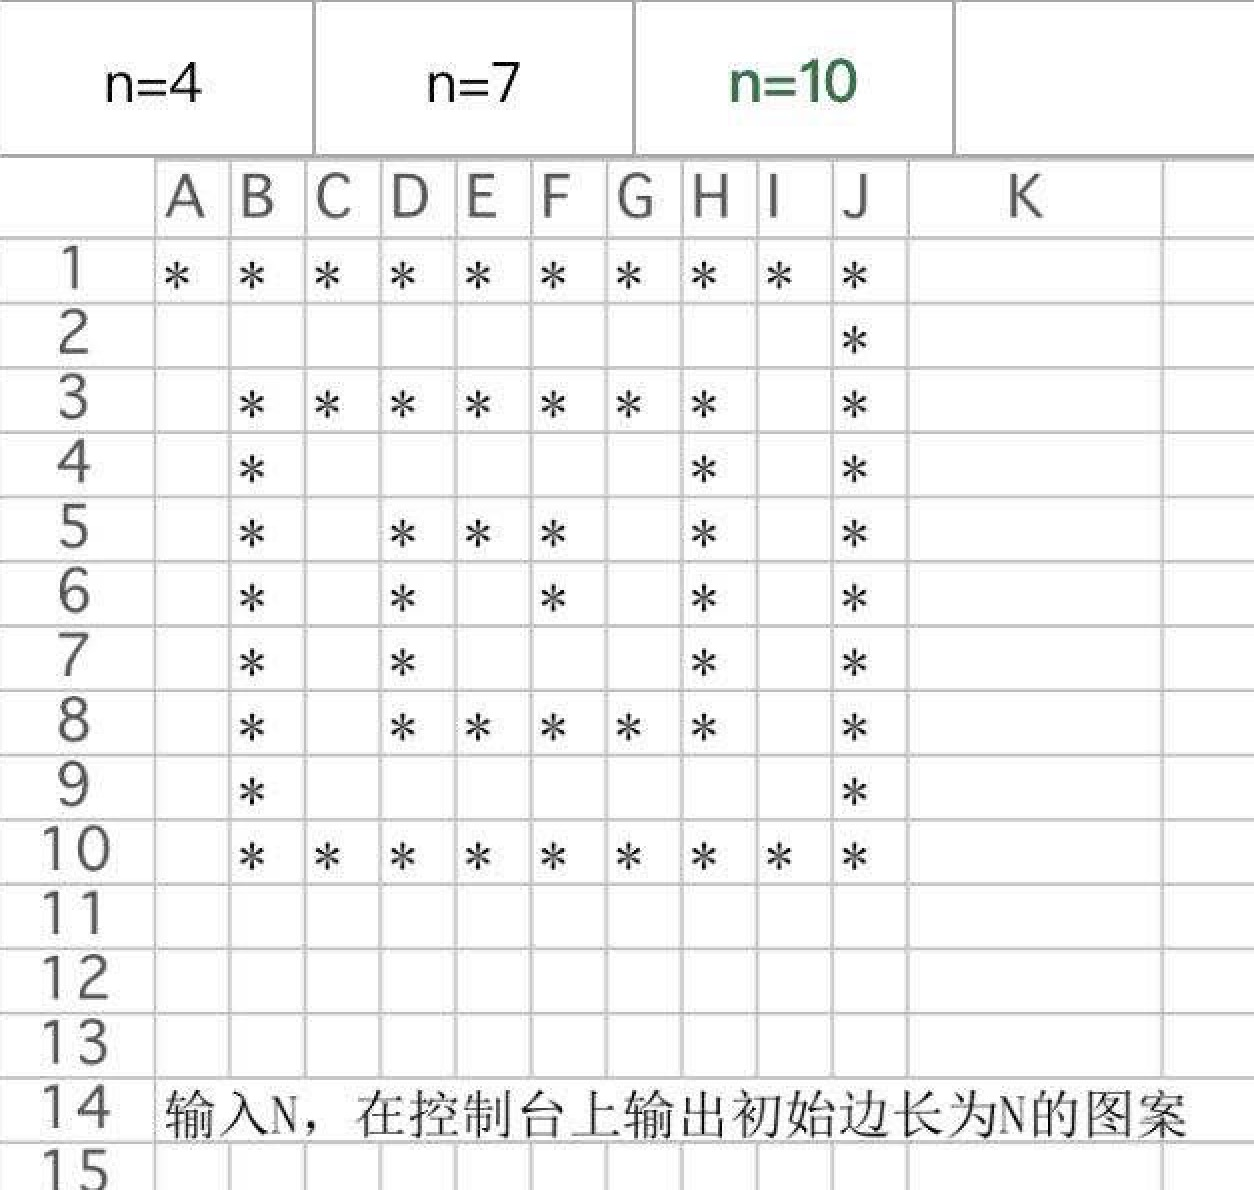 n=4 n=7 n=10
A B C D E F G H I J K
1 * * * * * * * * * *
2 *
3 * * * * * * * *
4 * * *
5 * * * * * *
6 * * * * *
7 * * * *
8 * * * * * * *
9 * *
10 * * * * * * * * *
11
12
13
14 输入N，在控制台上输出初始边长为N的图案
15